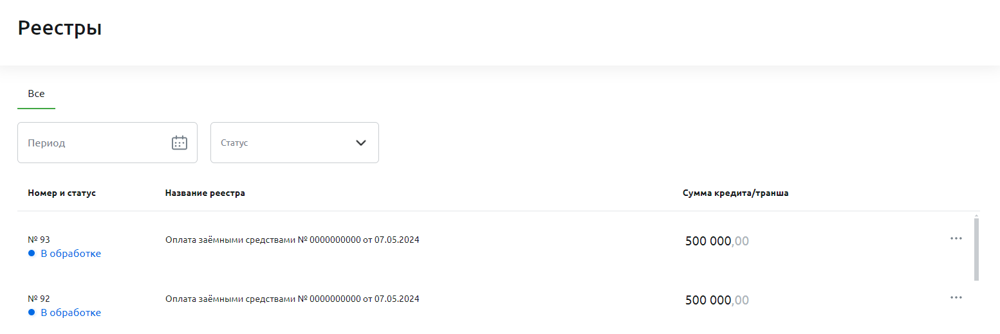 Реестры
Все
Период
Статус
Номер и статус Название реестра Сумма кредита/транша
№ 93 Оплата заёмными средствами № 0000000000 от 07.05.2024 500 000,00
В обработке
№ 92 Оплата заёмными средствами № 0000000000 от 07.05.2024 500 000,00
В обработке